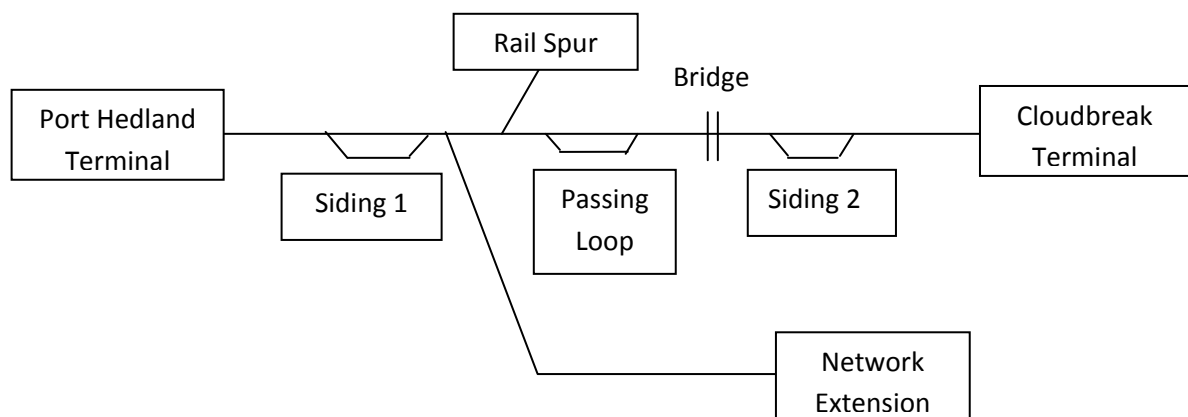 Rail Spur
Bridge
Port Hedland
Terminal
Cloudbreak
Terminal
Siding 1
Passing
Loop
Siding 2
Network
Extension